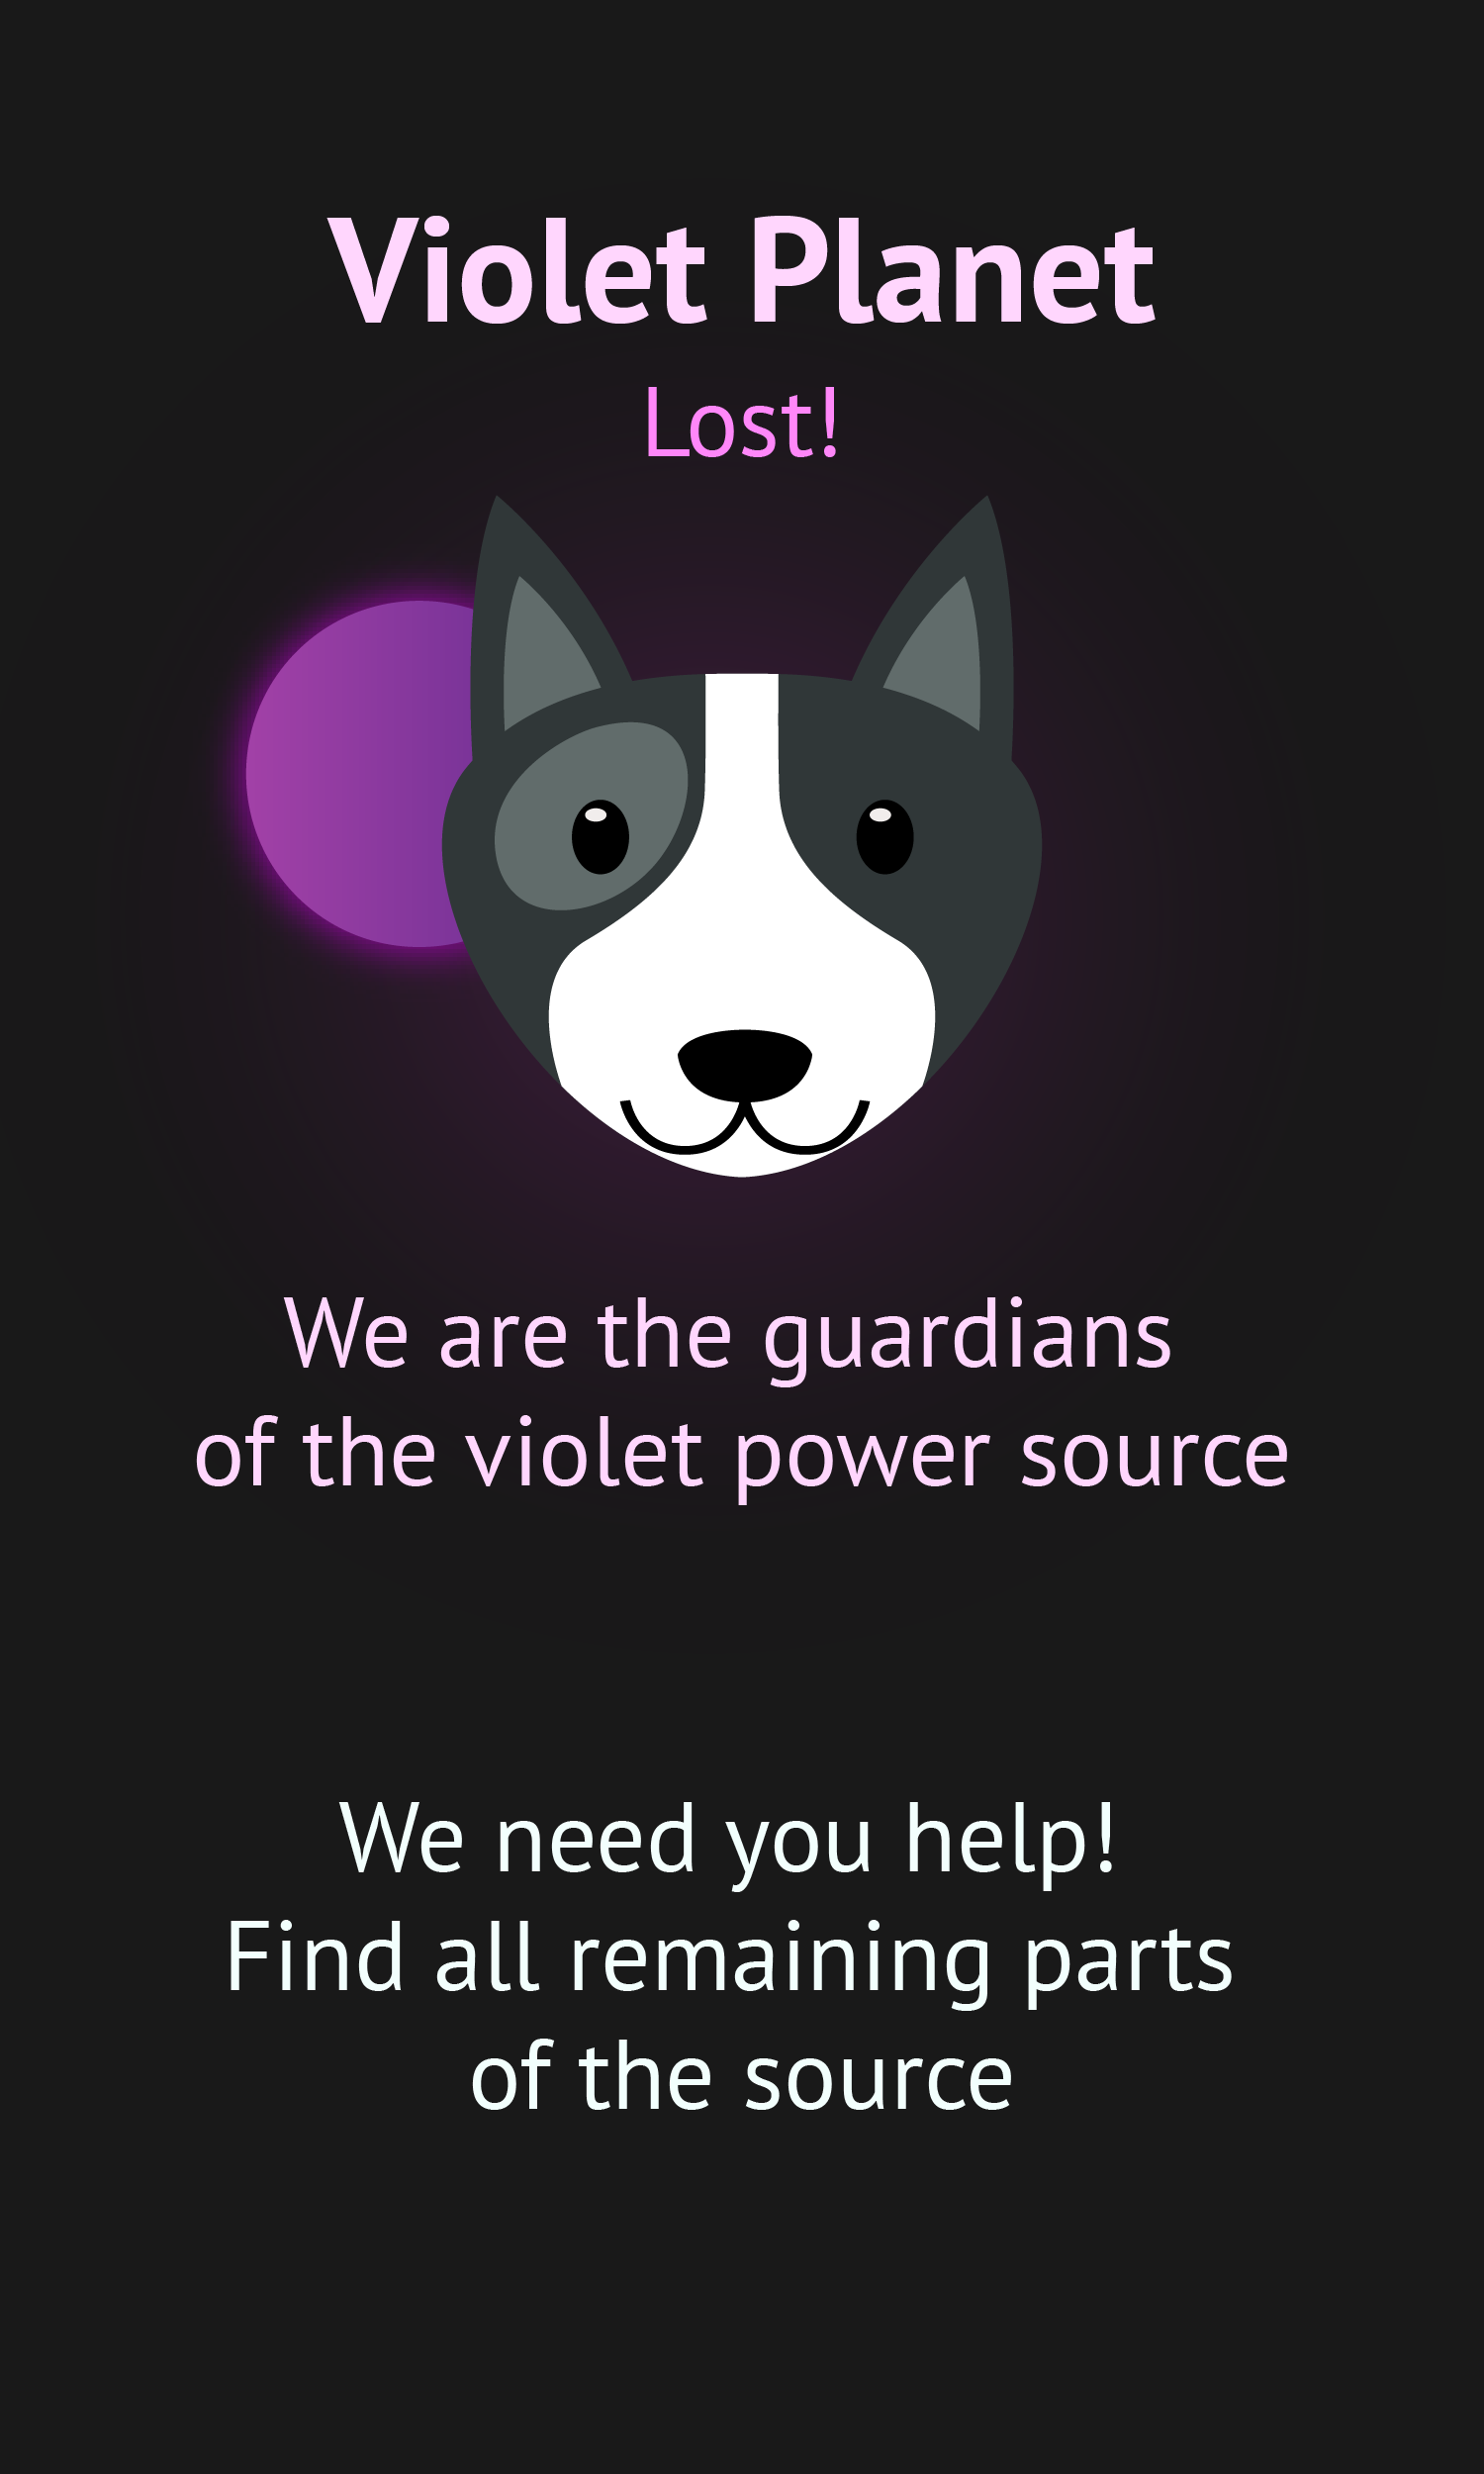 Violet Planet
Lost!
We are the guardians
of the violet power source
We need you help!
Find all remaining parts
of the source